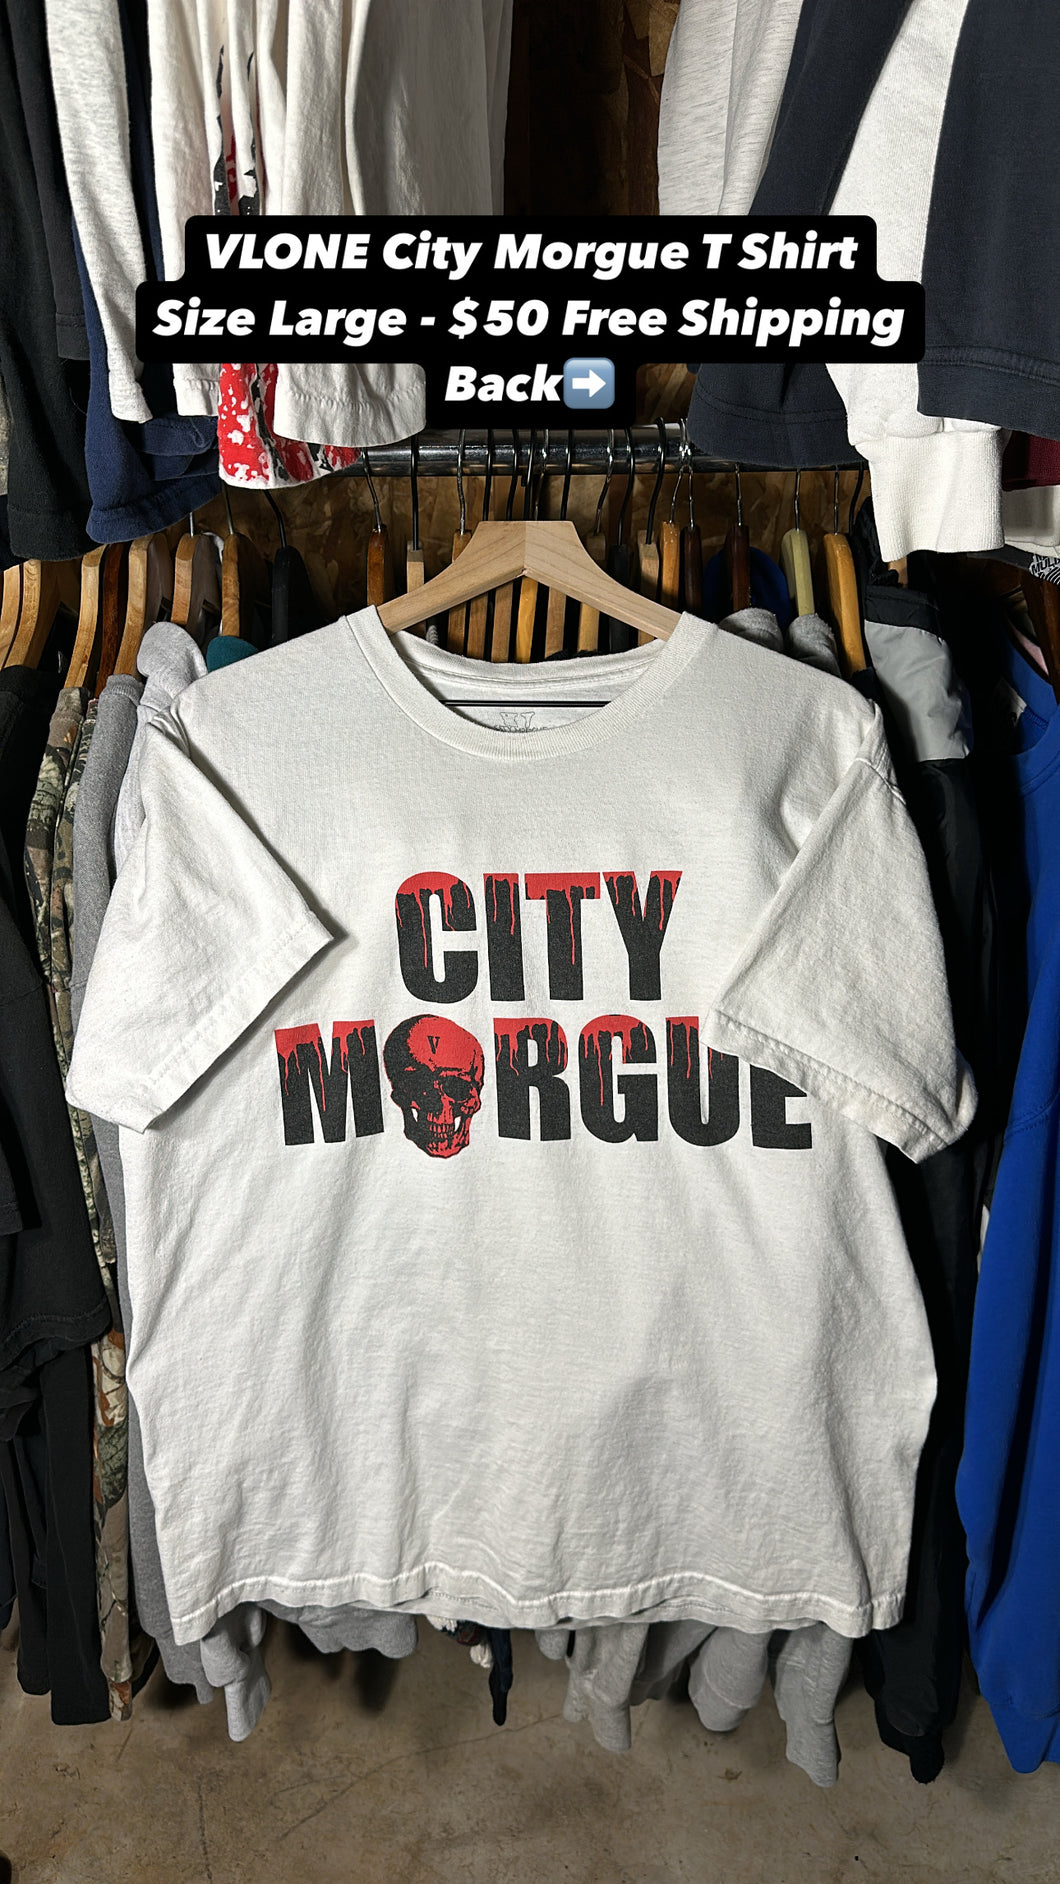 VLONE City Morgue T Shirt
Size Large - $50 Free Shipping
Back➡️
CITY
MORGUE
V